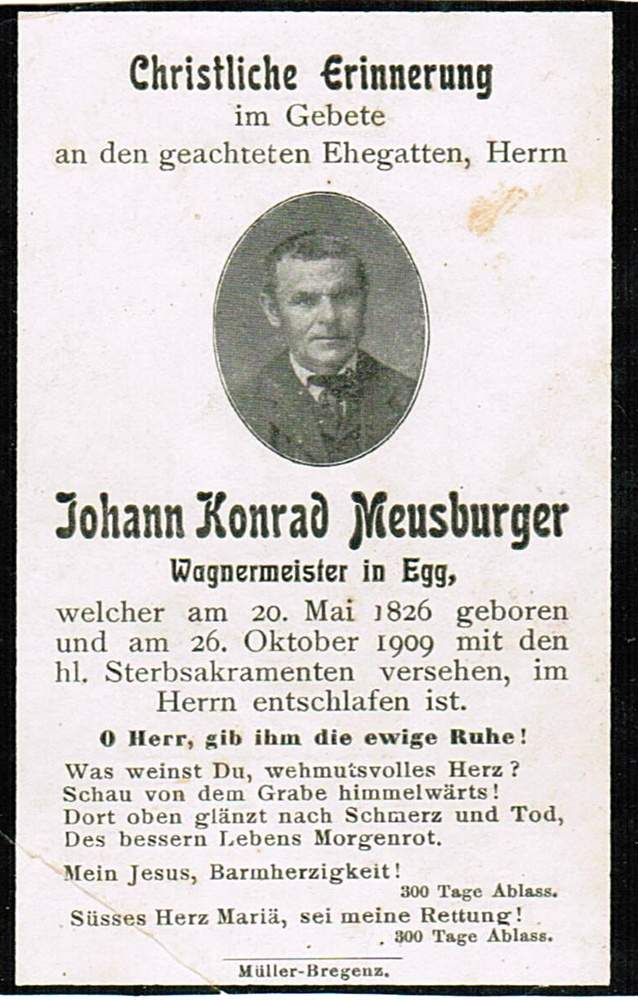 Christliche Erinnerung
im Gebete
an den geachteten Ehegatten, Herrn
Johann Konrad Meusburger
Wagnermeister in Egg,
welcher am 20. Mai 1826 geboren
und am 26. Oktober 1909 mit den
hl. Sterbsakramenten versehen, im
Herrn entschlafen ist.
O Herr, gib ihm die ewige Ruhe!
Was weinst Du, wehmutsvolles Herz?
Schau von dem Grabe himmelwärts!
Dort oben glänzt nach Schmerz und Tod,
Des bessern Lebens Morgenrot.
Mein Jesus, Barmherzigkeit!
300 Tage Ablass.
Süsses Herz Mariä, sei meine Rettung!
300 Tage Ablass.
Müller-Bregenz.